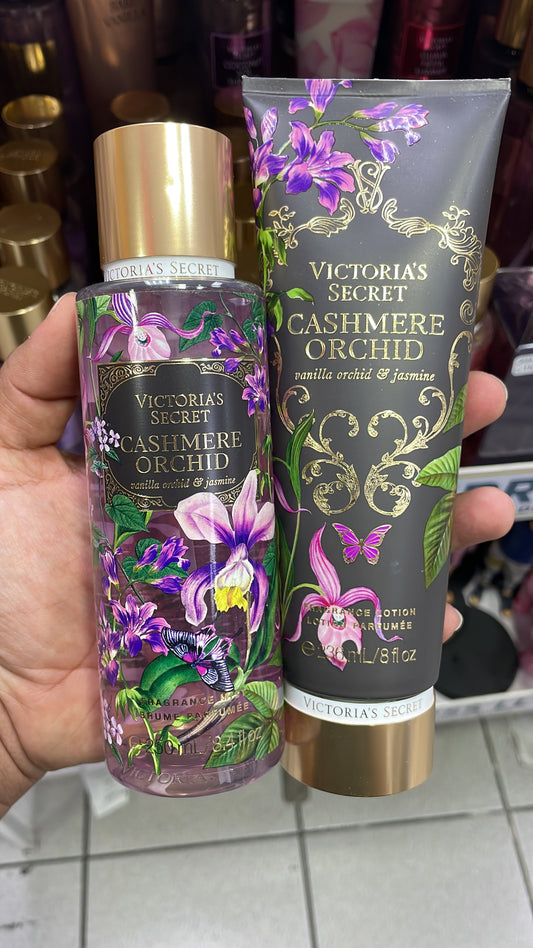 VICTORIA'S SECRET
VICTORIA'S
SECRET
CASHMERE
ORCHID
vanilla orchid & jasmine
FRAGRANCE MIST
BRUME PARFUMÉE
℮250 mL/8.4 fl oz
VICTORIA'S
SECRET
CASHMERE
ORCHID
vanilla orchid & jasmine
FRAGRANCE LOTION
LOTION PARFUMÉE
℮236 mL/8 fl oz
VICTORIA'S SECRET